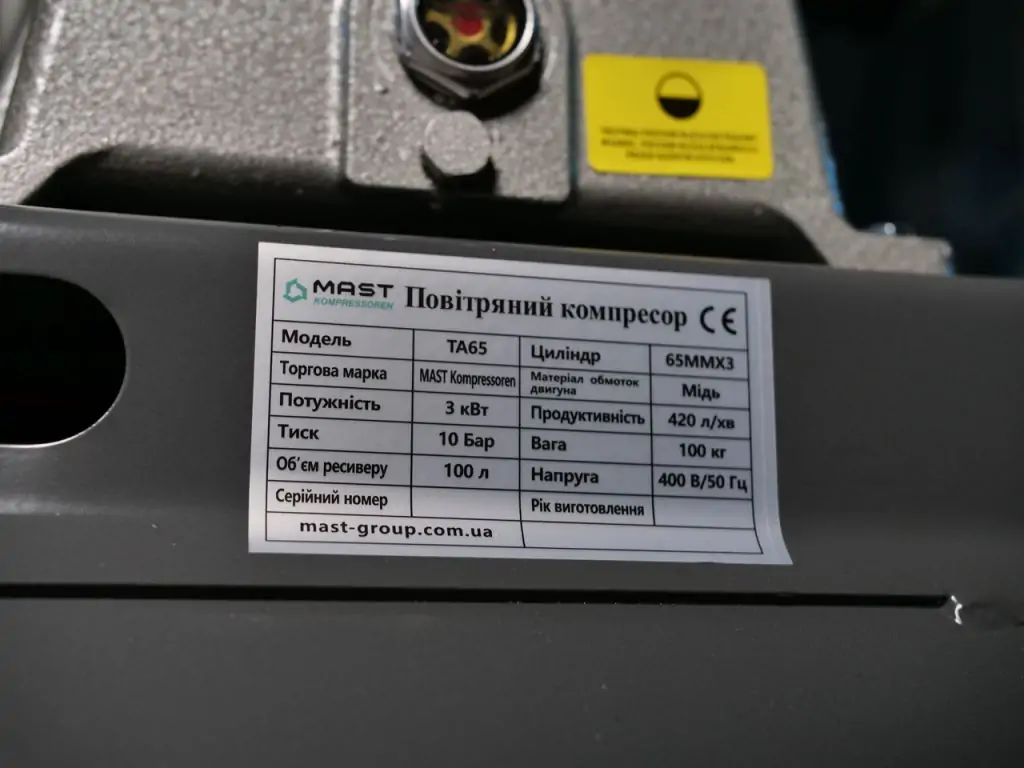 MAST
KOMPRESSOREN
Повітряний компресор CE
Модель TA65 Циліндр 65MMX3
Торгова марка MAST Kompressoren Матеріал обмоток двигуна Мідь
Потужність 3 кВт Продуктивність 420 л/хв
Тиск 10 Бар Вага 100 кг
Об'єм ресиверу 100 л Напруга 400 В/50 Гц
Серійний номер Рік виготовлення
mast-group.com.ua